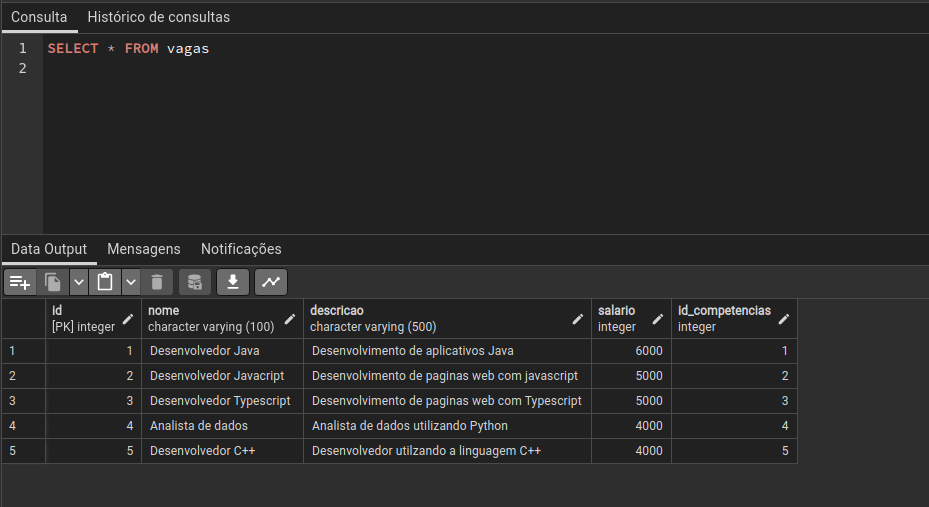 Consulta Histórico de consultas
1 SELECT * FROM vagas
2
Data Output Mensagens Notificações
id nome descricao salario id_competencias
[PK] integer character varying (100) character varying (500) integer integer
1 1 Desenvolvedor Java Desenvolvimento de aplicativos Java 6000 1
2 2 Desenvolvedor Javacript Desenvolvimento de paginas web com javascript 5000 2
3 3 Desenvolvedor Typescript Desenvolvimento de paginas web com Typescript 5000 3
4 4 Analista de dados Analista de dados utilizando Python 4000 4
5 5 Desenvolvedor C++ Desenvolvedor utilzando a linguagem C++ 4000 5